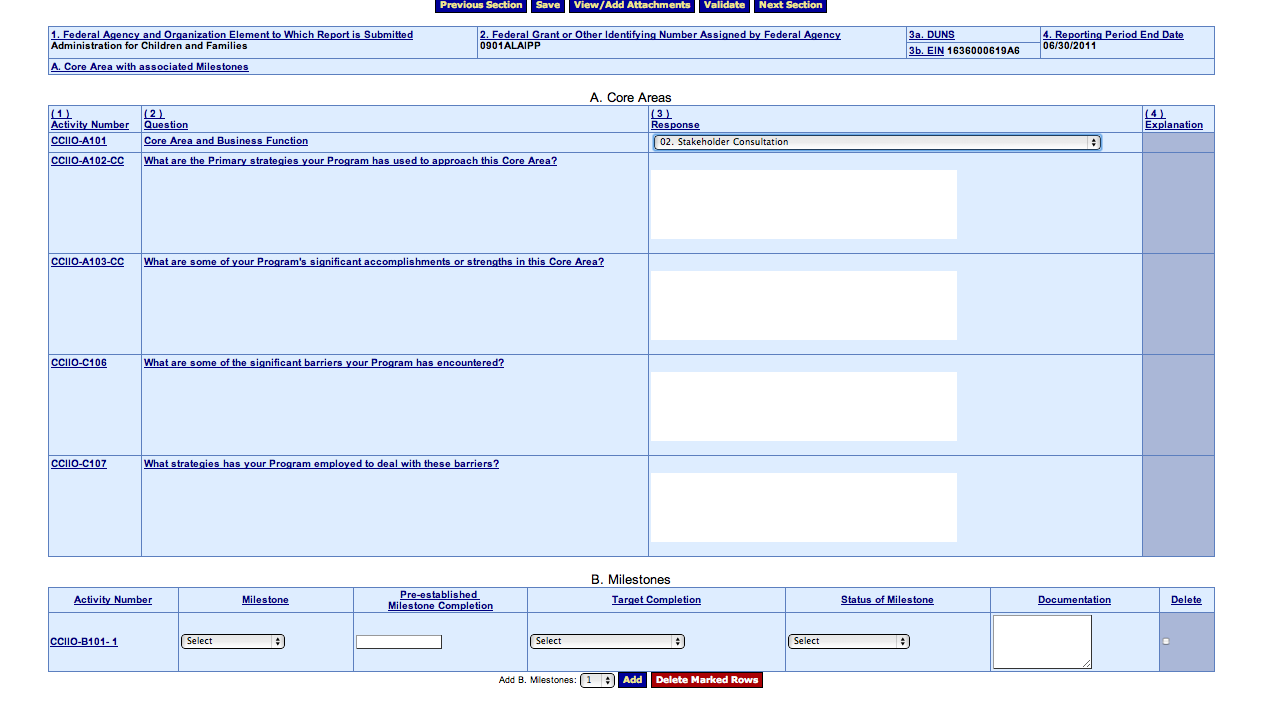 Previous Section Save View/Add Attachments Validate Next Section
1. Federal Agency and Organization Element to Which Report is Submitted
Administration for Children and Families
2. Federal Grant or Other Identifying Number Assigned by Federal Agency
0901ALAIPP
3a. DUNS
3b. EIN 1636000619A6
4. Reporting Period End Date
06/30/2011
A. Core Area with associated Milestones
A. Core Areas
( 1 )
Activity Number
( 2 )
Question
( 3 )
Response
( 4 )
Explanation
CCIIO-A101 Core Area and Business Function 02. Stakeholder Consultation
CCIIO-A102-CC What are the Primary strategies your Program has used to approach this Core Area?
CCIIO-A103-CC What are some of your Program's significant accomplishments or strengths in this Core Area?
CCIIO-C106 What are some of the significant barriers your Program has encountered?
CCIIO-C107 What strategies has your Program employed to deal with these barriers?
B. Milestones
Activity Number
Milestone
Pre-established
Milestone Completion
Target Completion
Status of Milestone
Documentation
Delete
CCIIO-B101- 1 Select Select Select
Add B. Milestones: 1 Add Delete Marked Rows